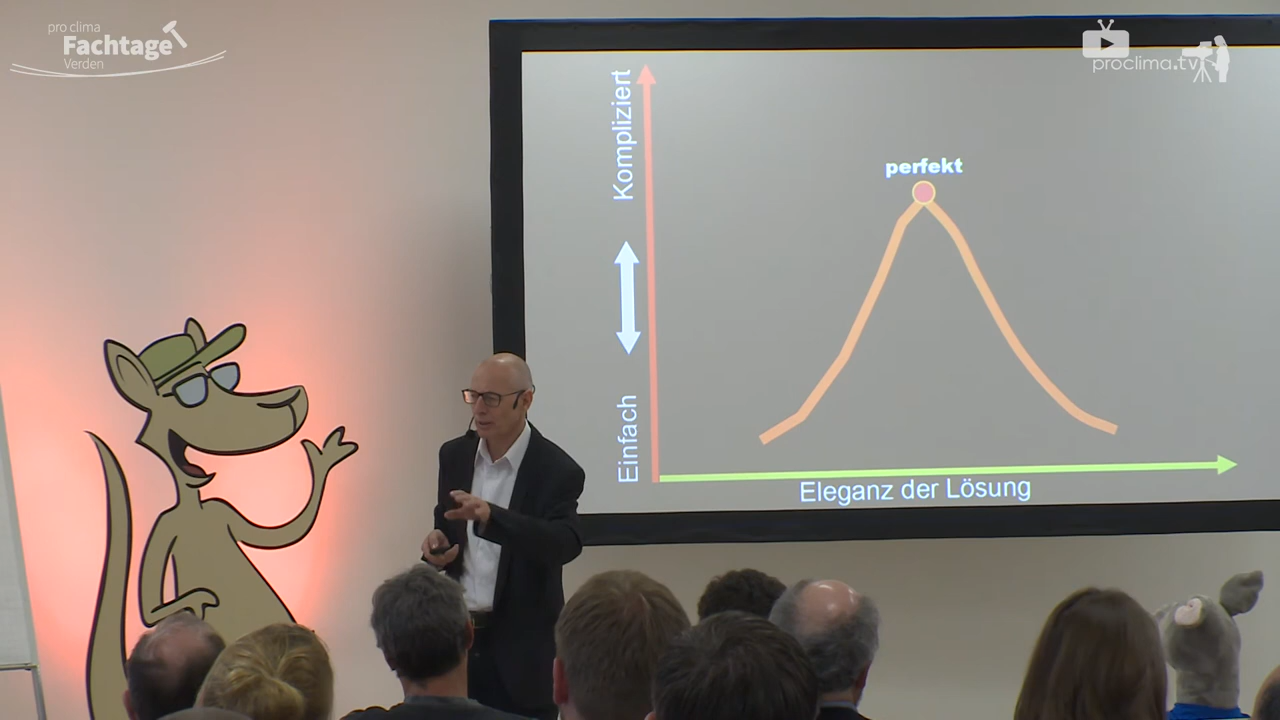 pro clima
Fachtage
Verden
proclima.tv
Kompliziert
Einfach
perfekt
Eleganz der Lösung